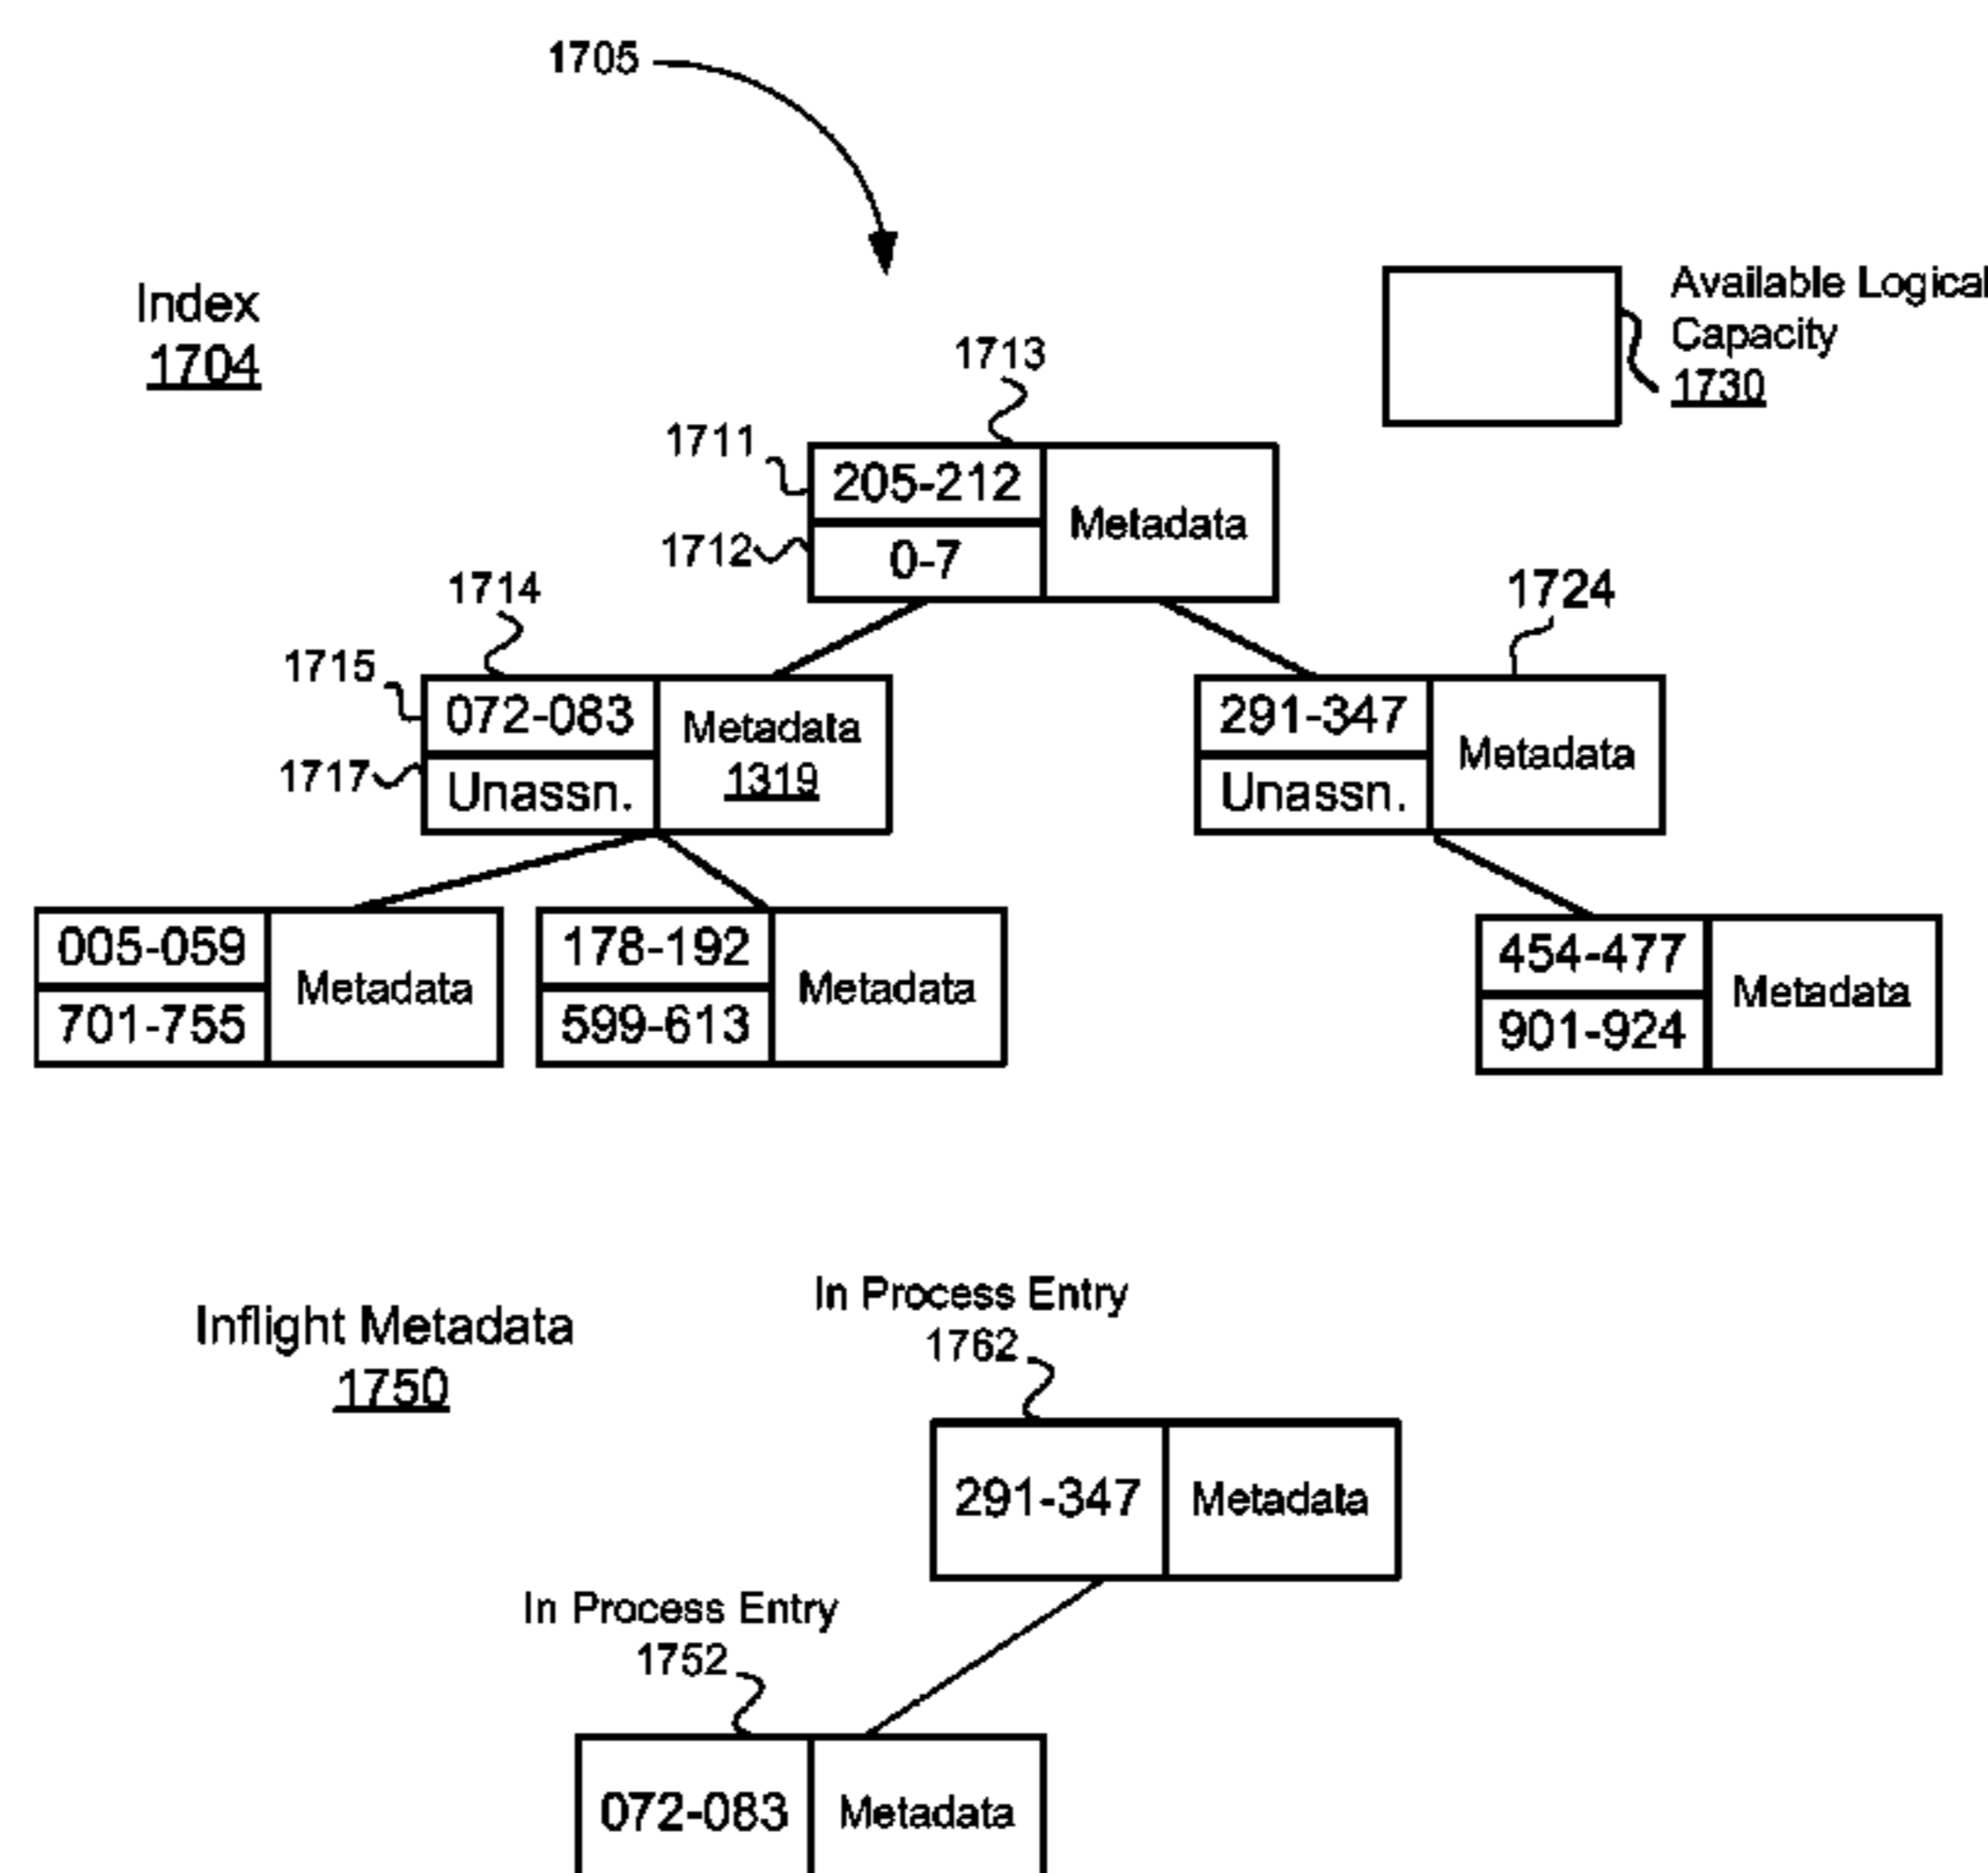 1705
Index
1704
Available Logical
Capacity
1730
1713
1711
205-212
Metadata
1712
0-7
1714
1724
1715
072-083
Metadata
1319
1717
Unassn.
291-347
Metadata
Unassn.
005-059
Metadata
701-755
178-192
Metadata
599-613
454-477
Metadata
901-924
Inflight Metadata
1750
In Process Entry
1762
291-347
Metadata
In Process Entry
1752
072-083
Metadata